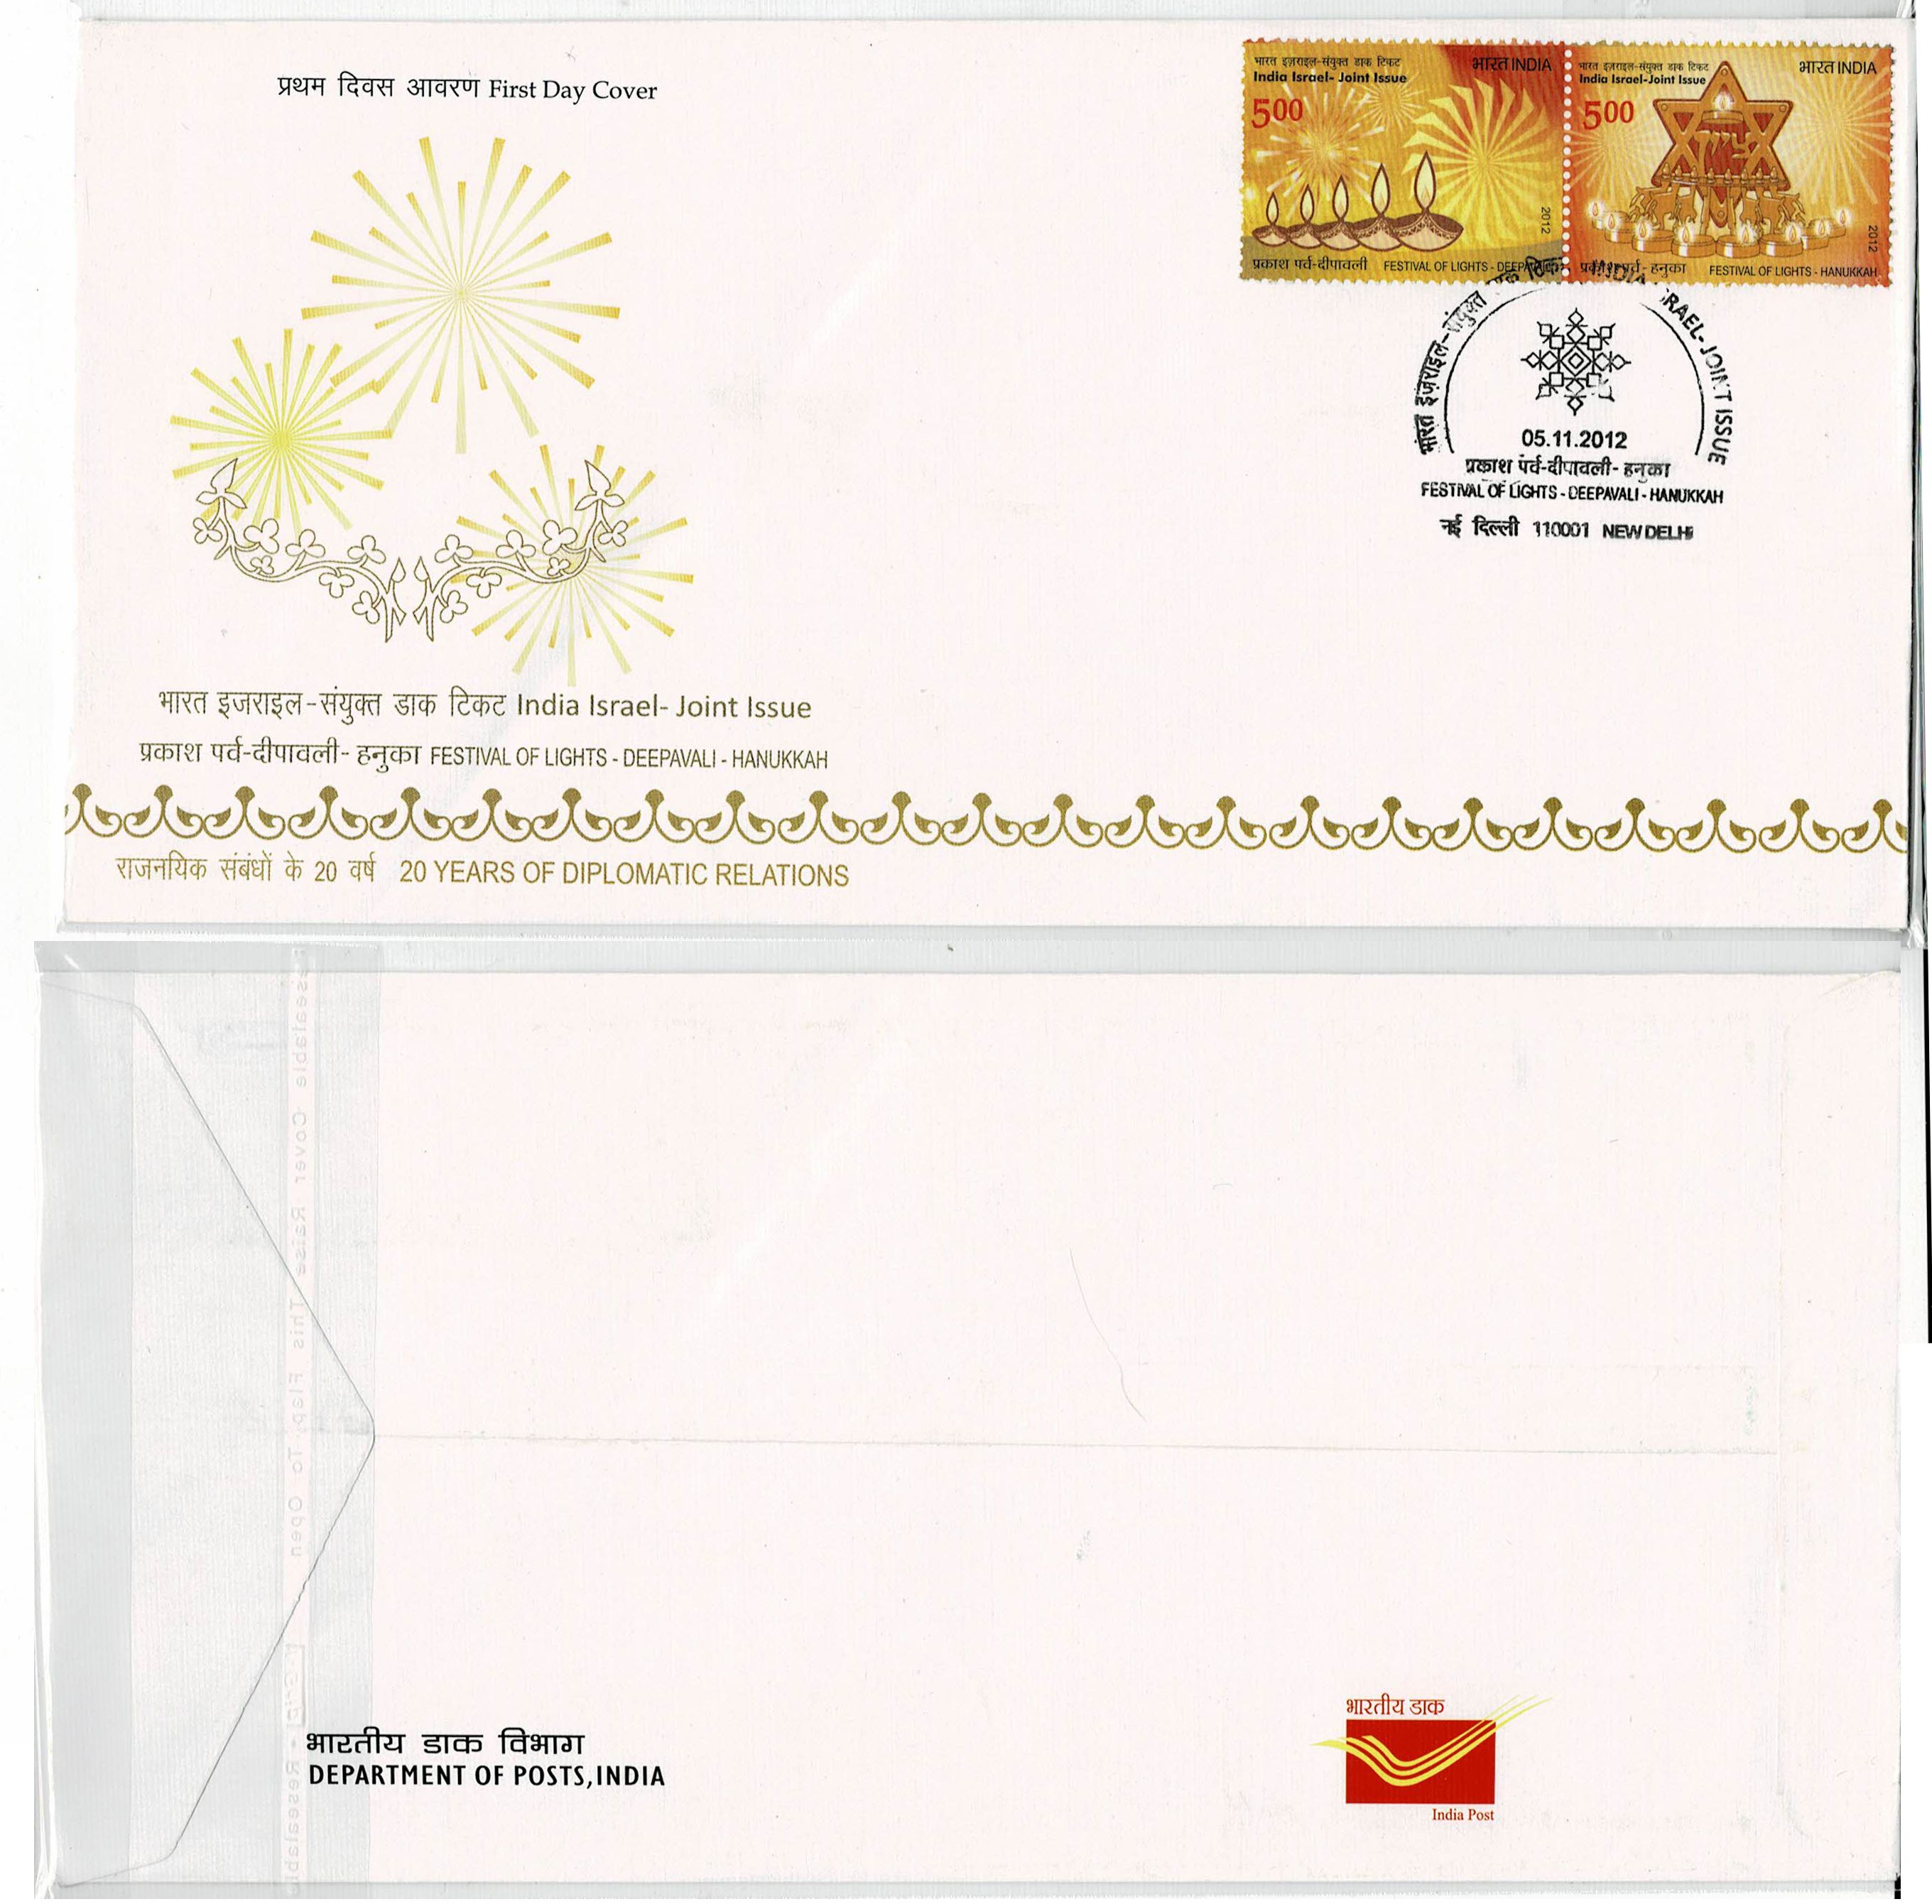 प्रथम दिवस आवरण First Day Cover
भारत इज़राइल-संयुक्त डाक टिकट
India Israel- Joint Issue
भारत INDIA
500
2012
प्रकाश पर्व-दीपावली FESTIVAL OF LIGHTS - DEEPAVALI
भारत इज़राइल-संयुक्त डाक टिकट
India Israel-Joint Issue
भारत INDIA
500
2012
प्रकाश पर्व - हनुका FESTIVAL OF LIGHTS - HANUKKAH
भारत इज़राइल-संयुक्त डाक टिकट INDIA ISRAEL-JOINT ISSUE
05.11.2012
प्रकाश पर्व-दीपावली- हनुका
FESTIVAL OF LIGHTS - DEEPAVALI - HANUKKAH
नई दिल्ली 110001 NEW DELHI
भारत इजराइल-संयुक्त डाक टिकट India Israel- Joint Issue
प्रकाश पर्व-दीपावली- हनुका FESTIVAL OF LIGHTS - DEEPAVALI - HANUKKAH
राजनयिक संबंधों के 20 वर्ष 20 YEARS OF DIPLOMATIC RELATIONS
Resealable Cover Raise This Flap To Open
भारतीय डाक विभाग
DEPARTMENT OF POSTS, INDIA
भारतीय डाक
India Post